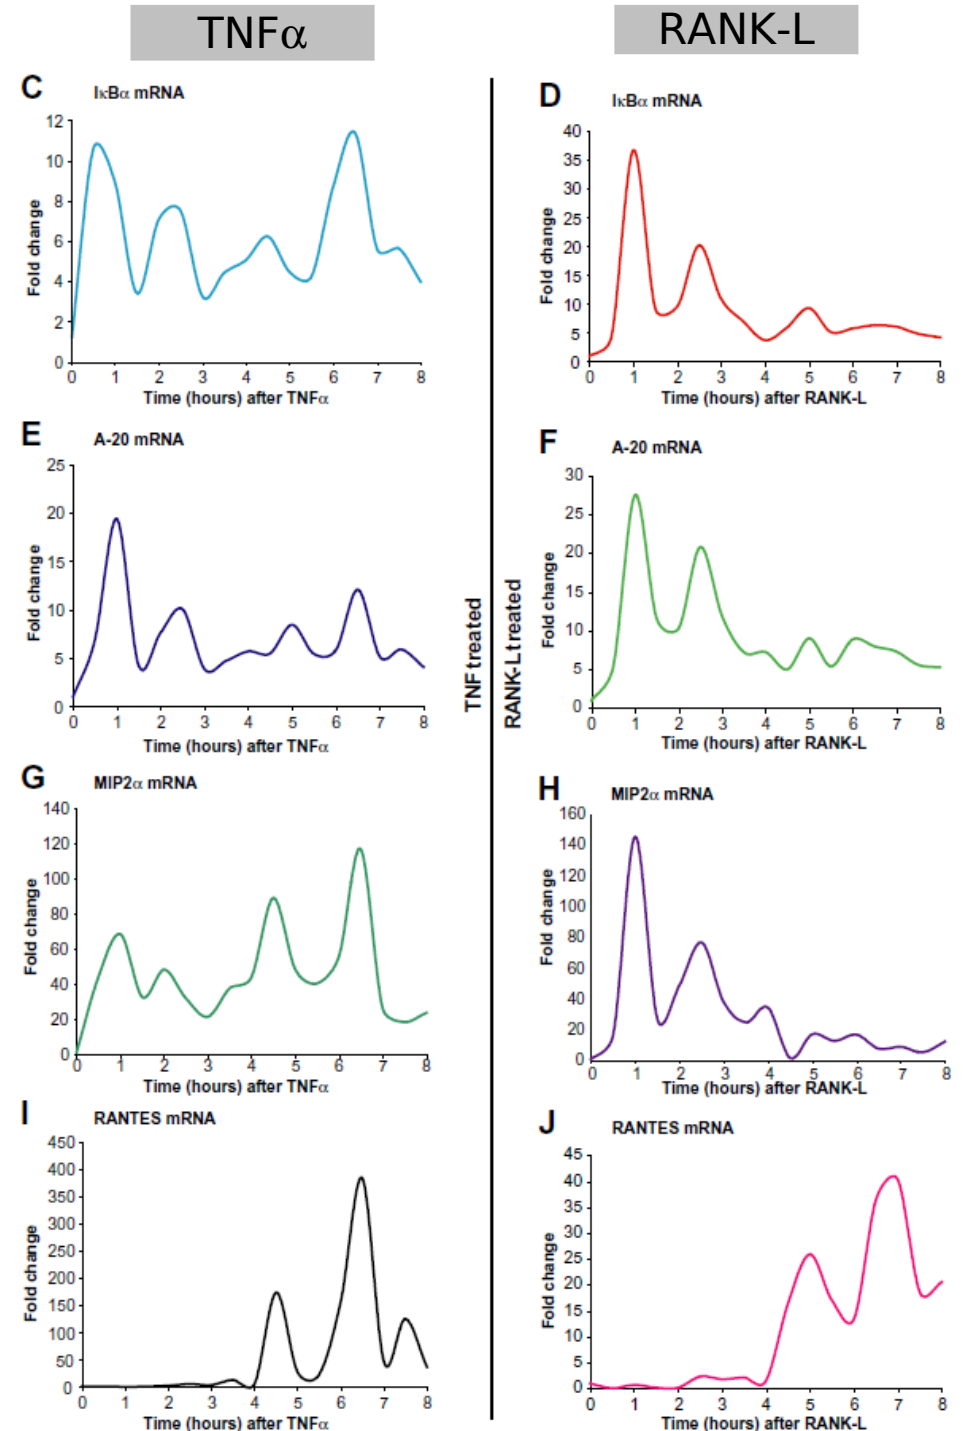 TNFα
RANK-L
C
IκBα mRNA
12
10
8
6
4
2
0
Fold change
0 1 2 3 4 5 6 7 8
Time (hours) after TNFα
D
IκBα mRNA
40
35
30
25
20
15
10
5
0
Fold change
0 1 2 3 4 5 6 7 8
Time (hours) after RANK-L
E
A-20 mRNA
25
20
15
10
5
0
Fold change
0 1 2 3 4 5 6 7 8
Time (hours) after TNFα
TNF treated
RANK-L treated
F
A-20 mRNA
30
25
20
15
10
5
0
Fold change
0 1 2 3 4 5 6 7 8
Time (hours) after RANK-L
G
MIP2α mRNA
140
120
100
80
60
40
20
0
Fold change
0 1 2 3 4 5 6 7 8
Time (hours) after TNFα
H
MIP2α mRNA
160
140
120
100
80
60
40
20
0
Fold change
0 1 2 3 4 5 6 7 8
Time (hours) after RANK-L
I
RANTES mRNA
450
400
350
300
250
200
150
100
50
0
Fold change
0 1 2 3 4 5 6 7 8
Time (hours) after TNFα
J
RANTES mRNA
45
40
35
30
25
20
15
10
5
0
Fold change
0 1 2 3 4 5 6 7 8
Time (hours) after RANK-L